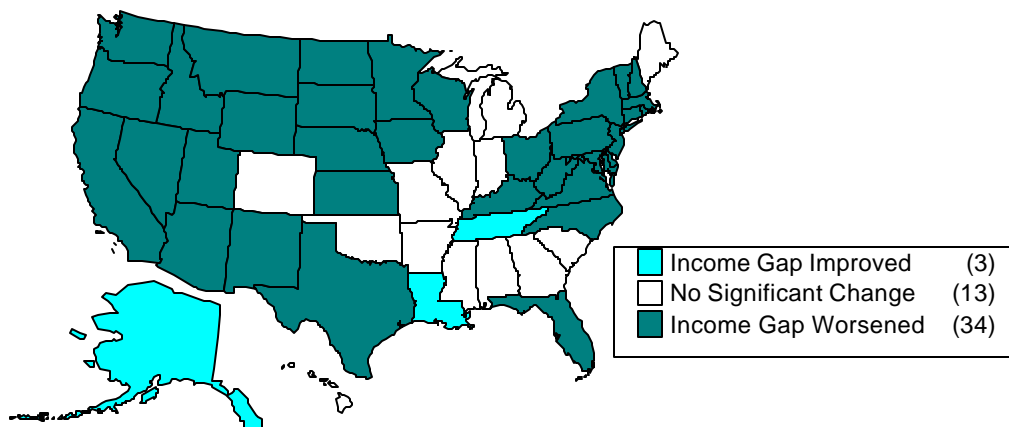 Income Gap Improved (3)
No Significant Change (13)
Income Gap Worsened (34)